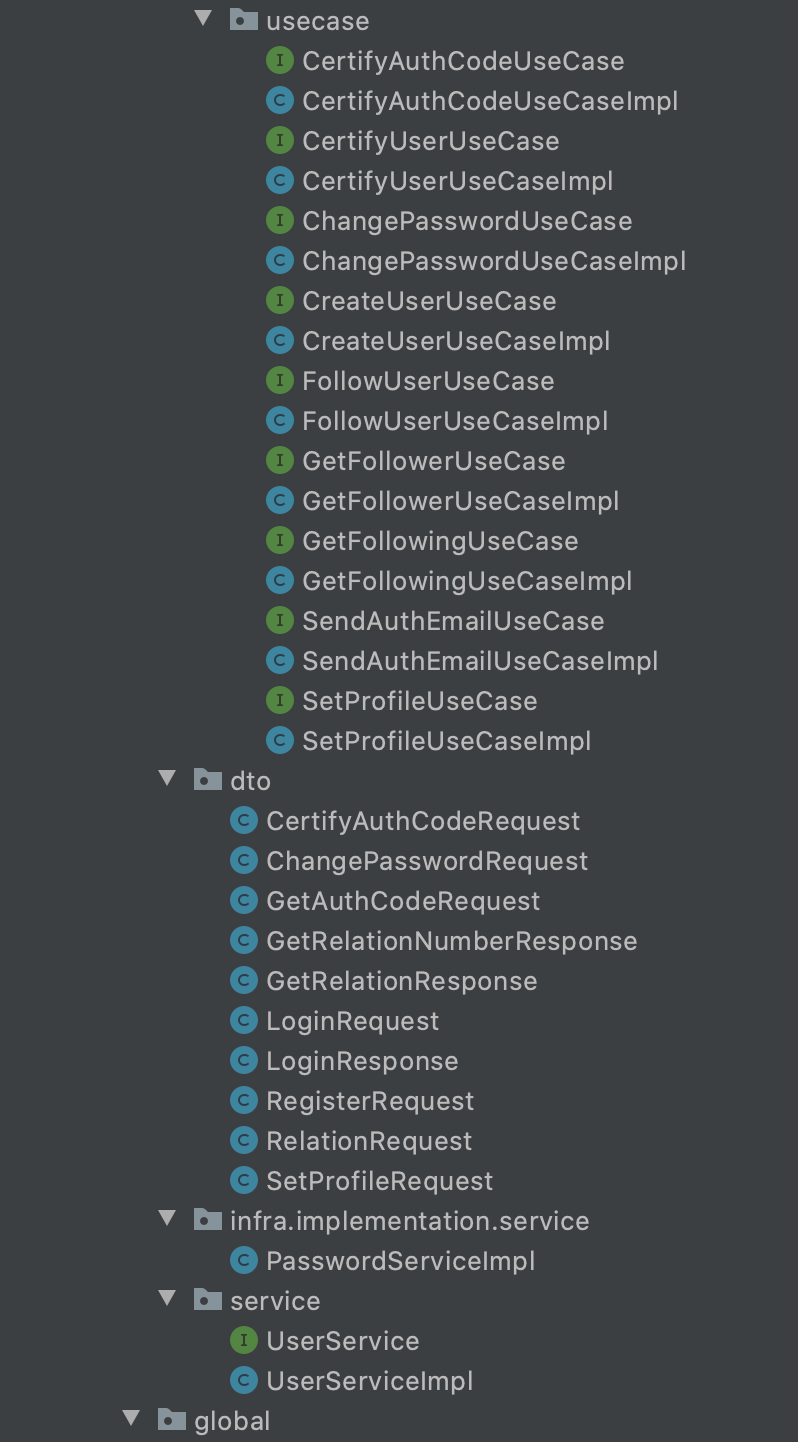 usecase
I CertifyAuthCodeUseCase
C CertifyAuthCodeUseCaseImpl
I CertifyUserUseCase
C CertifyUserUseCaseImpl
I ChangePasswordUseCase
C ChangePasswordUseCaseImpl
I CreateUserUseCase
C CreateUserUseCaseImpl
I FollowUserUseCase
C FollowUserUseCaseImpl
I GetFollowerUseCase
C GetFollowerUseCaseImpl
I GetFollowingUseCase
C GetFollowingUseCaseImpl
I SendAuthEmailUseCase
C SendAuthEmailUseCaseImpl
I SetProfileUseCase
C SetProfileUseCaseImpl
dto
C CertifyAuthCodeRequest
C ChangePasswordRequest
C GetAuthCodeRequest
C GetRelationNumberResponse
C GetRelationResponse
C LoginRequest
C LoginResponse
C RegisterRequest
C RelationRequest
C SetProfileRequest
infra.implementation.service
C PasswordServiceImpl
service
I UserService
C UserServiceImpl
global